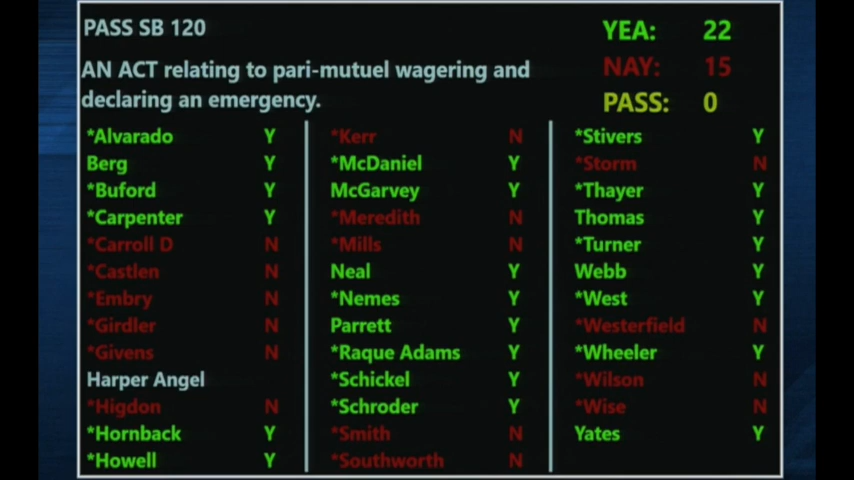 PASS SB 120
YEA: 22
AN ACT relating to pari-mutuel wagering and
declaring an emergency.
NAY: 15
PASS: 0
*Alvarado Y
Berg Y
*Buford Y
*Carpenter Y
*Carroll D N
*Castlen N
*Embry N
*Girdler N
*Givens N
Harper Angel
*Higdon N
*Hornback Y
*Howell Y
*Kerr N
*McDaniel Y
McGarvey Y
*Meredith N
*Mills N
Neal Y
*Nemes Y
Parrett Y
*Raque Adams Y
*Schickel Y
*Schroder Y
*Smith N
*Southworth N
*Stivers Y
*Storm N
*Thayer Y
Thomas Y
*Turner Y
Webb Y
*West Y
*Westerfield N
*Wheeler Y
*Wilson N
*Wise N
Yates Y